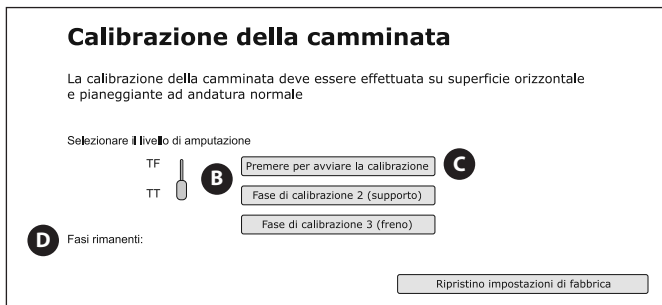 Calibrazione della camminata
La calibrazione della camminata deve essere effettuata su superficie orizzontale
e pianeggiante ad andatura normale
Selezionare il livello di amputazione
TF
TT
B
Premere per avviare la calibrazione
C
Fase di calibrazione 2 (supporto)
Fase di calibrazione 3 (freno)
D
Fasi rimanenti:
Ripristino impostazioni di fabbrica